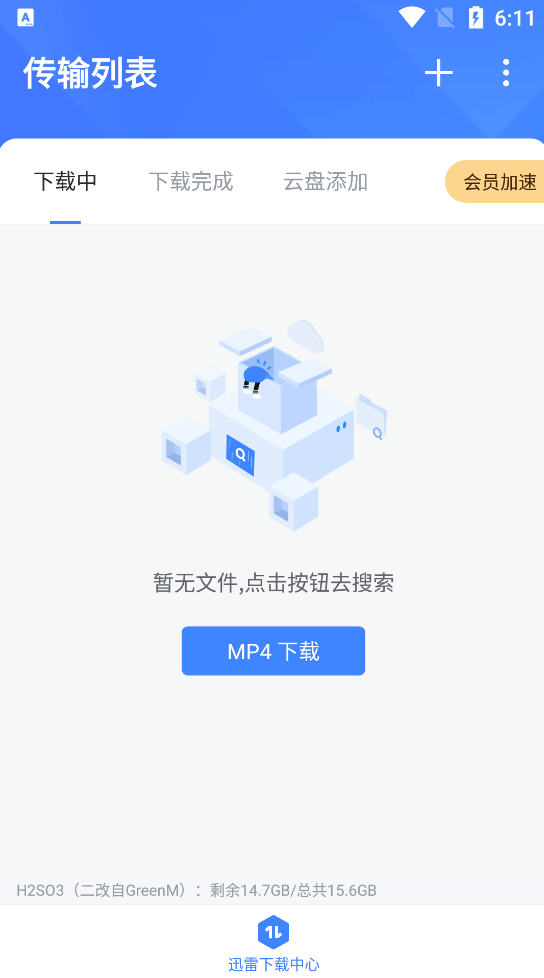 6:11
传输列表
下载中 下载完成 云盘添加 会员加速
暂无文件,点击按钮去搜索
MP4 下载
H2SO3（二改自GreenM）：剩余14.7GB/总共15.6GB
迅雷下载中心